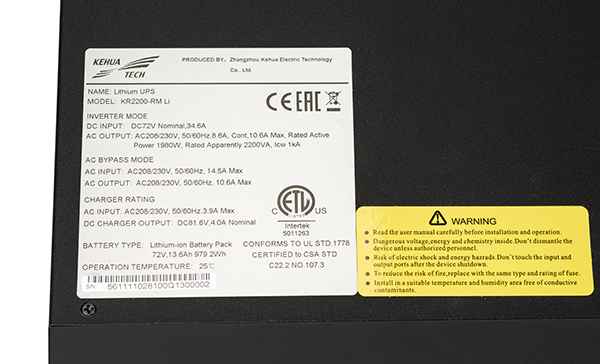 KEHUA
TECH
PRODUCED BY: Zhangzhou Kehua Electric Technology
Co., Ltd.
NAME: Lithium UPS
MODEL: KR2200-RM Li
CE EAC
INVERTER MODE
DC INPUT: DC72V Nominal,34.6A
AC OUTPUT: AC208/230V, 50/60Hz,8.6A, Cont,10.6A Max, Rated Active
Power 1980W, Rated Apparently 2200VA, Icw 1kA
AC BYPASS MODE
AC INPUT: AC208/230V, 50/60Hz, 14.5A Max
AC OUTPUT: AC208/230V, 50/60Hz, 10.6A Max
CHARGER RATING
AC INPUT: AC208/230V, 50/60Hz,3.9A Max
DC CHARGER OUTPUT: DC81.6V,4.0A Nominal
C ETL US
LISTED
Intertek
5011263
BATTERY TYPE: Lithium-ion Battery Pack
72V,13.6Ah 979.2Wh
OPERATION TEMPERATURE: 25℃
CONFORMS TO UL STD.1778
CERTIFIED to CSA STD
C22.2 NO.107.3
S/N
561111028100Q1300002
WARNING
Read the user manual carefully before installation and operation.
Dangerous voltage,energy and chemistry inside.Don't dismantle the
device unless authorized personnel.
Risk of electric shock and energy harrads.Don't touch the input and
output ports after the device shutdown.
To reduce the risk of fire,replace with the same type and rating of fuse.
Install in a suitable temperature and humidity area free of conductive
contaminants.